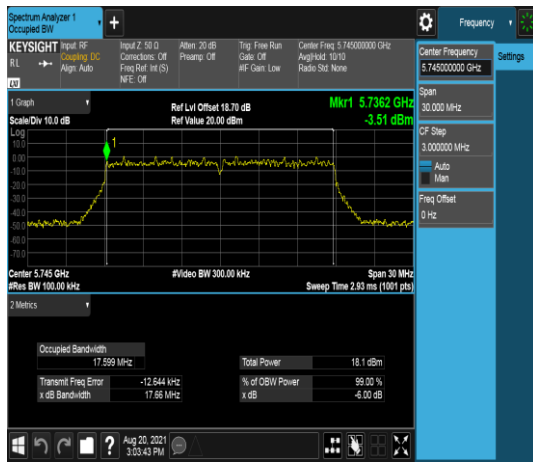 Spectrum Analyzer 1
Occupied BW
Frequency
KEYSIGHT
RL
LXI
Input: RF
Coupling: DC
Align: Auto
Input Z: 50 Ω
Corrections: Off
Freq Ref: Int (S)
NFE: Off
Atten: 20 dB
Preamp: Off
Trig: Free Run
Gate: Off
#IF Gain: Low
Center Freq: 5.745000000 GHz
Avg|Hold: 10/10
Radio Std: None
Center Frequency
5.745000000 GHz
Settings
Span
30.000 MHz
CF Step
3.000000 MHz
Auto
Man
Freq Offset
0 Hz
1 Graph
Scale/Div 10.0 dB
Ref Lvl Offset 18.70 dB
Ref Value 20.00 dBm
Mkr1 5.7362 GHz
-3.51 dBm
Log
10.0
0.00
-10.0
-20.0
-30.0
-40.0
-50.0
-60.0
-70.0
1
Center 5.745 GHz
#Res BW 100.00 kHz
#Video BW 300.00 kHz
Span 30 MHz
Sweep Time 2.93 ms (1001 pts)
2 Metrics
Occupied Bandwidth
17.599 MHz
Total Power 18.1 dBm
Transmit Freq Error -12.644 kHz
% of OBW Power 99.00 %
x dB Bandwidth 17.66 MHz
x dB -6.00 dB
?
Aug 20, 2021
3:03:43 PM